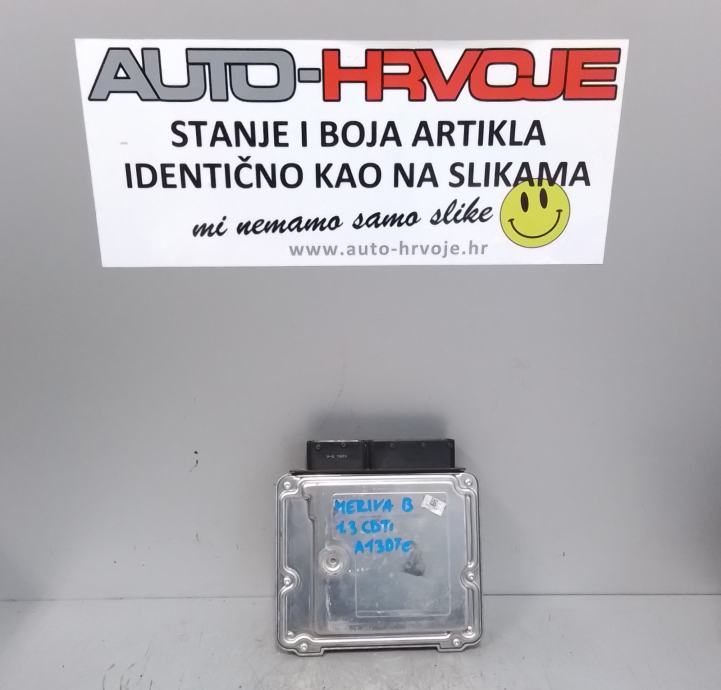 AUTO-HRVOJE
STANJE I BOJA ARTIKLA
IDENTIČNO KAO NA SLIKAMA
mi nemamo samo slike
www.auto-hrvoje.hr
MERIVA B
1.3 CDTi
A13DTE